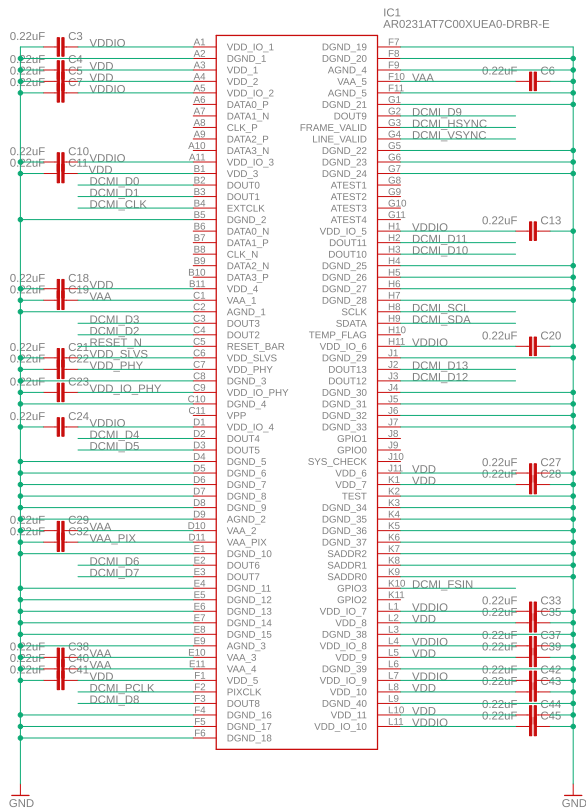 IC1
AR0231AT7C00XUEA0-DRBR-E
0.22uF C3 VDDIO A1 VDD_IO_1 DGND_19 F7
A2 DGND_1 DGND_20 F8
0.22uF C4 VDD A3 VDD_1 AGND_4 F9
0.22uF C5 VDD A4 VDD_2 VAA_5 F10 VAA 0.22uF C6
0.22uF C7 VDDIO A5 VDD_IO_2 AGND_5 F11
A6 DATA0_P DGND_21 G1
A7 DATA1_N DOUT9 G2 DCMI_D9
A8 CLK_P FRAME_VALID G3 DCMI_HSYNC
A9 DATA2_P LINE_VALID G4 DCMI_VSYNC
A10 DATA3_N DGND_22 G5
0.22uF C10 VDDIO A11 VDD_IO_3 DGND_23 G6
0.22uF C11 VDD B1 VDD_3 DGND_24 G7
DCMI_D0 B2 DOUT0 ATEST1 G8
DCMI_D1 B3 DOUT1 ATEST2 G9
DCMI_CLK B4 EXTCLK ATEST3 G10
B5 DGND_2 ATEST4 G11
B6 DATA0_N VDD_IO_5 H1 VDDIO 0.22uF C13
B7 DATA1_P DOUT11 H2 DCMI_D11
B8 CLK_N DOUT10 H3 DCMI_D10
B9 DATA2_N DGND_25 H4
B10 DATA3_P DGND_26 H5
0.22uF C18 VDD B11 VDD_4 DGND_27 H6
0.22uF C19 VAA C1 VAA_1 DGND_28 H7
C2 AGND_1 SCLK H8 DCMI_SCL
DCMI_D3 C3 DOUT3 SDATA H9 DCMI_SDA
DCMI_D2 C4 DOUT2 TEMP_FLAG H10
RESET_N C5 RESET_BAR VDD_IO_6 H11 VDDIO 0.22uF C20
0.22uF C21 VDD_SLVS C6 VDD_SLVS DGND_29 J1
0.22uF C22 VDD_PHY C7 VDD_PHY DOUT13 J2 DCMI_D13
C8 DGND_3 DOUT12 J3 DCMI_D12
0.22uF C23 VDD_IO_PHY C9 VDD_IO_PHY DGND_30 J4
C10 DGND_4 DGND_31 J5
C11 VPP DGND_32 J6
0.22uF C24 VDDIO D1 VDD_IO_4 DGND_33 J7
DCMI_D4 D2 DOUT4 GPIO1 J8
DCMI_D5 D3 DOUT5 GPIO0 J9
D4 DGND_5 SYS_CHECK J10
D5 DGND_6 VDD_6 J11 VDD 0.22uF C27
D6 DGND_7 VDD_7 K1 VDD 0.22uF C28
D7 DGND_8 TEST K2
D8 DGND_9 DGND_34 K3
D9 AGND_2 DGND_35 K4
0.22uF C29 VAA D10 VAA_2 DGND_36 K5
0.22uF C32 VAA_PIX D11 VAA_PIX DGND_37 K6
E1 DGND_10 SADDR2 K7
DCMI_D6 E2 DOUT6 SADDR1 K8
DCMI_D7 E3 DOUT7 SADDR0 K9
E4 DGND_11 GPIO3 K10 DCMI_FSIN
E5 DGND_12 GPIO2 K11
E6 DGND_13 VDD_IO_7 L1 VDDIO 0.22uF C33
E7 DGND_14 VDD_8 L2 VDD 0.22uF C35
E8 DGND_15 DGND_38 L3
E9 AGND_3 VDD_IO_8 L4 VDDIO 0.22uF C37
0.22uF C38 VAA E10 VAA_3 VDD_9 L5 VDD 0.22uF C39
0.22uF C40 VAA E11 VAA_4 DGND_39 L6
0.22uF C41 VDD F1 VDD_5 VDD_IO_9 L7 VDDIO 0.22uF C42
DCMI_PCLK F2 PIXCLK VDD_10 L8 VDD 0.22uF C43
DCMI_D8 F3 DOUT8 DGND_40 L9
F4 DGND_16 VDD_11 L10 VDD 0.22uF C44
F5 DGND_17 VDD_IO_10 L11 VDDIO 0.22uF C45
F6 DGND_18
GND GND